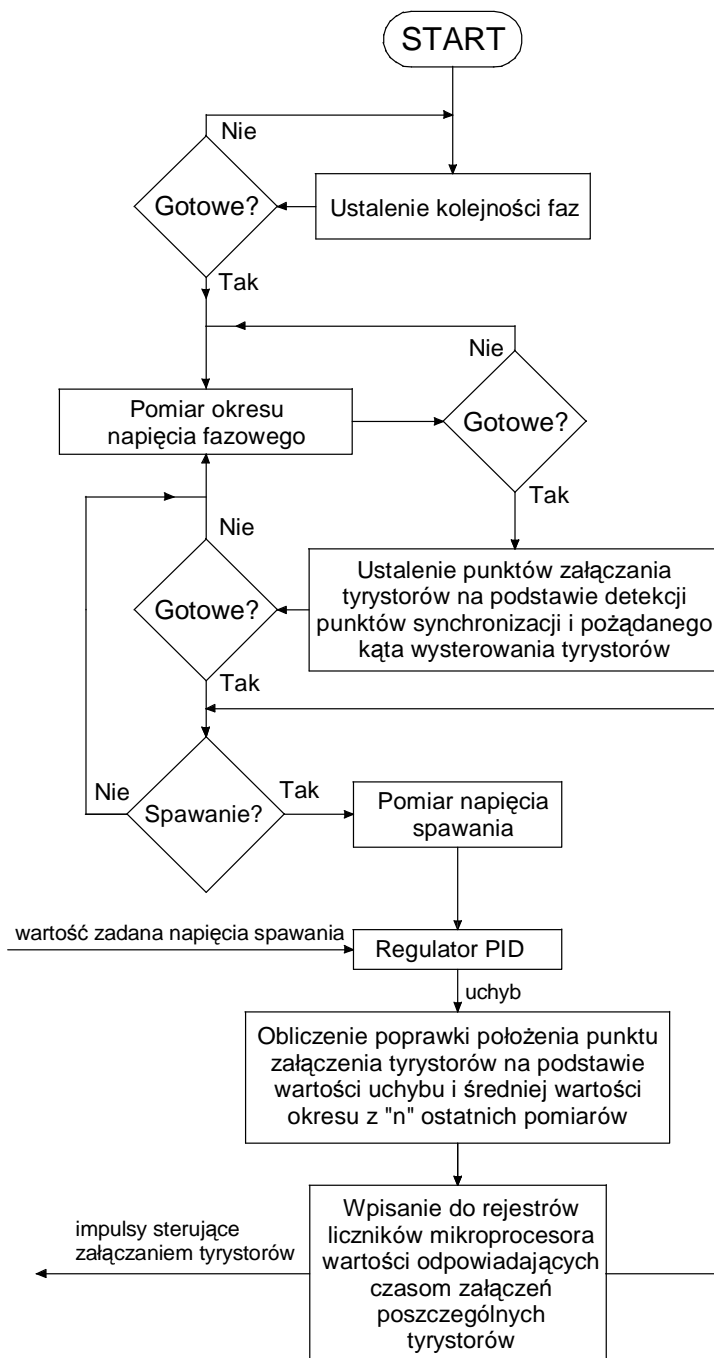 START
Nie
Gotowe?
Ustalenie kolejności faz
Tak
Nie
Pomiar okresu
napięcia fazowego
Gotowe?
Tak
Nie
Ustalenie punktów załączania
tyrystorów na podstawie detekcji
punktów synchronizacji i pożądanego
kąta wysterowania tyrystorów
Gotowe?
Tak
Nie
Spawanie?
Tak
Pomiar napięcia
spawania
wartość zadana napięcia spawania
Regulator PID
uchyb
Obliczenie poprawki położenia punktu
załączenia tyrystorów na podstawie
wartości uchybu i średniej wartości
okresu z "n" ostatnich pomiarów
impulsy sterujące
załączaniem tyrystorów
Wpisanie do rejestrów
liczników mikroprocesora
wartości odpowiadających
czasom załączeń
poszczególnych
tyrystorów